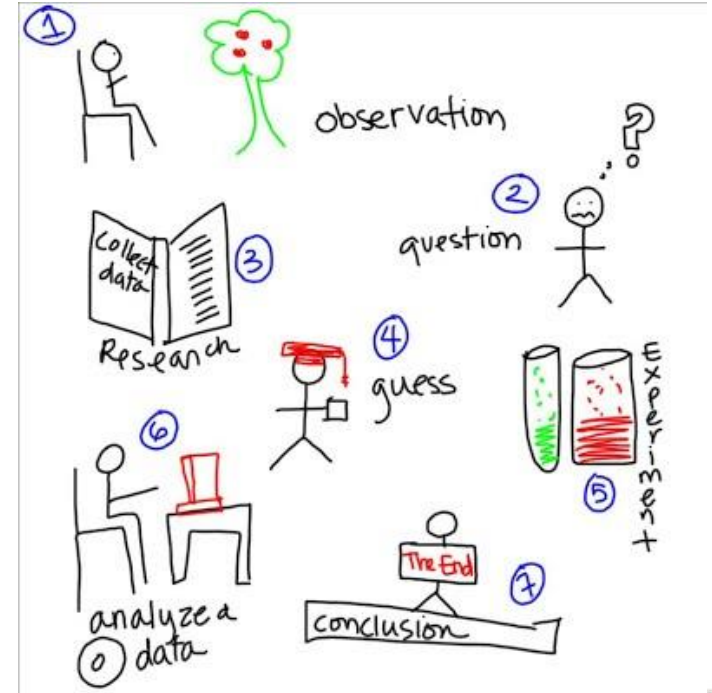 1
observation
?
2
question
Collect
data
3
Research
4
guess
Experiment
5
6
analyze a
data
The End
7
conclusion